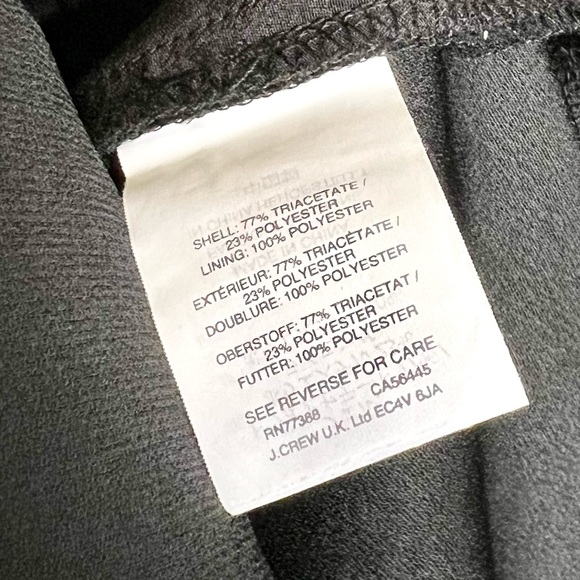 SHELL: 77% TRIACETATE /
23% POLYESTER
LINING: 100% POLYESTER
EXTÉRIEUR: 77% TRIACÈTATE /
23% POLYESTER
DOUBLURE: 100% POLYESTER
OBERSTOFF: 77% TRIACETAT /
23% POLYESTER
FUTTER: 100% POLYESTER
SEE REVERSE FOR CARE
RN77388 CA56445
J.CREW U.K. Ltd EC4V 6JA